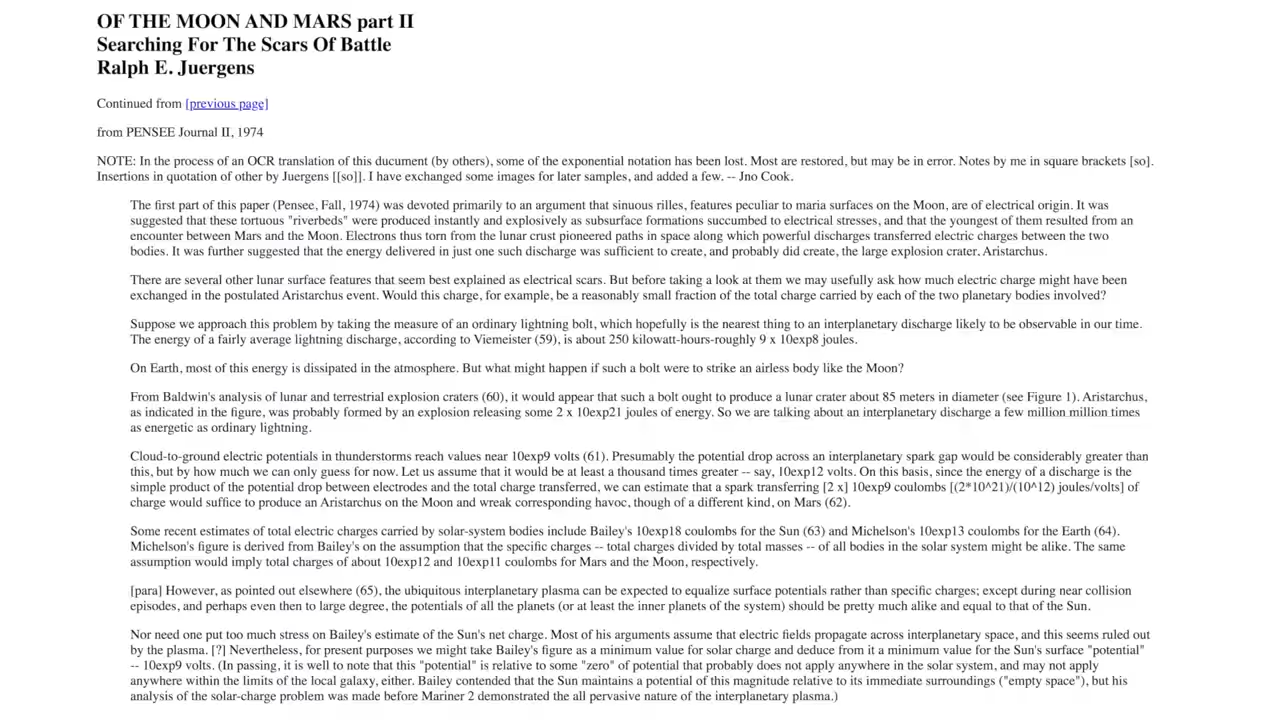 OF THE MOON AND MARS part II
Searching For The Scars Of Battle
Ralph E. Juergens
Continued from [previous page]
from PENSEE Journal II, 1974
NOTE: In the process of an OCR translation of this ducument (by others), some of the exponential notation has been lost. Most are restored, but may be in error. Notes by me in square brackets [so].
Insertions in quotation of other by Juergens [[so]]. I have exchanged some images for later samples, and added a few. -- Jno Cook.
The first part of this paper (Pensee, Fall, 1974) was devoted primarily to an argument that sinuous rilles, features peculiar to maria surfaces on the Moon, are of electrical origin. It was
suggested that these tortuous "riverbeds" were produced instantly and explosively as subsurface formations succumbed to electrical stresses, and that the youngest of them resulted from an
encounter between Mars and the Moon. Electrons thus torn from the lunar crust pioneered paths in space along which powerful discharges transferred electric charges between the two
bodies. It was further suggested that the energy delivered in just one such discharge was sufficient to create, and probably did create, the large explosion crater, Aristarchus.
There are several other lunar surface features that seem best explained as electrical scars. But before taking a look at them we may usefully ask how much electric charge might have been
exchanged in the postulated Aristarchus event. Would this charge, for example, be a reasonably small fraction of the total charge carried by each of the two planetary bodies involved?
Suppose we approach this problem by taking the measure of an ordinary lightning bolt, which hopefully is the nearest thing to an interplanetary discharge likely to be observable in our time.
The energy of a fairly average lightning discharge, according to Viemeister (59), is about 250 kilowatt-hours-roughly 9 x 10exp8 joules.
On Earth, most of this energy is dissipated in the atmosphere. But what might happen if such a bolt were to strike an airless body like the Moon?
From Baldwin's analysis of lunar and terrestrial explosion craters (60), it would appear that such a bolt ought to produce a lunar crater about 85 meters in diameter (see Figure 1). Aristarchus,
as indicated in the figure, was probably formed by an explosion releasing some 2 x 10exp21 joules of energy. So we are talking about an interplanetary discharge a few million million times
as energetic as ordinary lightning.
Cloud-to-ground electric potentials in thunderstorms reach values near 10exp9 volts (61). Presumably the potential drop across an interplanetary spark gap would be considerably greater than
this, but by how much we can only guess for now. Let us assume that it would be at least a thousand times greater -- say, 10exp12 volts. On this basis, since the energy of a discharge is the
simple product of the potential drop between electrodes and the total charge transferred, we can estimate that a spark transferring [2 x] 10exp9 coulombs [(2*10^21)/(10^12) joules/volts] of
charge would suffice to produce an Aristarchus on the Moon and wreak corresponding havoc, though of a different kind, on Mars (62).
Some recent estimates of total electric charges carried by solar-system bodies include Bailey's 10exp18 coulombs for the Sun (63) and Michelson's 10exp13 coulombs for the Earth (64).
Michelson's figure is derived from Bailey's on the assumption that the specific charges -- total charges divided by total masses -- of all bodies in the solar system might be alike. The same
assumption would imply total charges of about 10exp12 and 10exp11 coulombs for Mars and the Moon, respectively.
[para] However, as pointed out elsewhere (65), the ubiquitous interplanetary plasma can be expected to equalize surface potentials rather than specific charges; except during near collision
episodes, and perhaps even then to large degree, the potentials of all the planets (or at least the inner planets of the system) should be pretty much alike and equal to that of the Sun.
Nor need one put too much stress on Bailey's estimate of the Sun's net charge. Most of his arguments assume that electric fields propagate across interplanetary space, and this seems ruled out
by the plasma. [?] Nevertheless, for present purposes we might take Bailey's figure as a minimum value for solar charge and deduce from it a minimum value for the Sun's surface "potential"
-- 10exp9 volts. (In passing, it is well to note that this "potential" is relative to some "zero" of potential that probably does not apply anywhere in the solar system, and may not apply
anywhere within the limits of the local galaxy, either. Bailey contended that the Sun maintains a potential of this magnitude relative to its immediate surroundings ("empty space"), but his
analysis of the solar-charge problem was made before Mariner 2 demonstrated the all pervasive nature of the interplanetary plasma.)